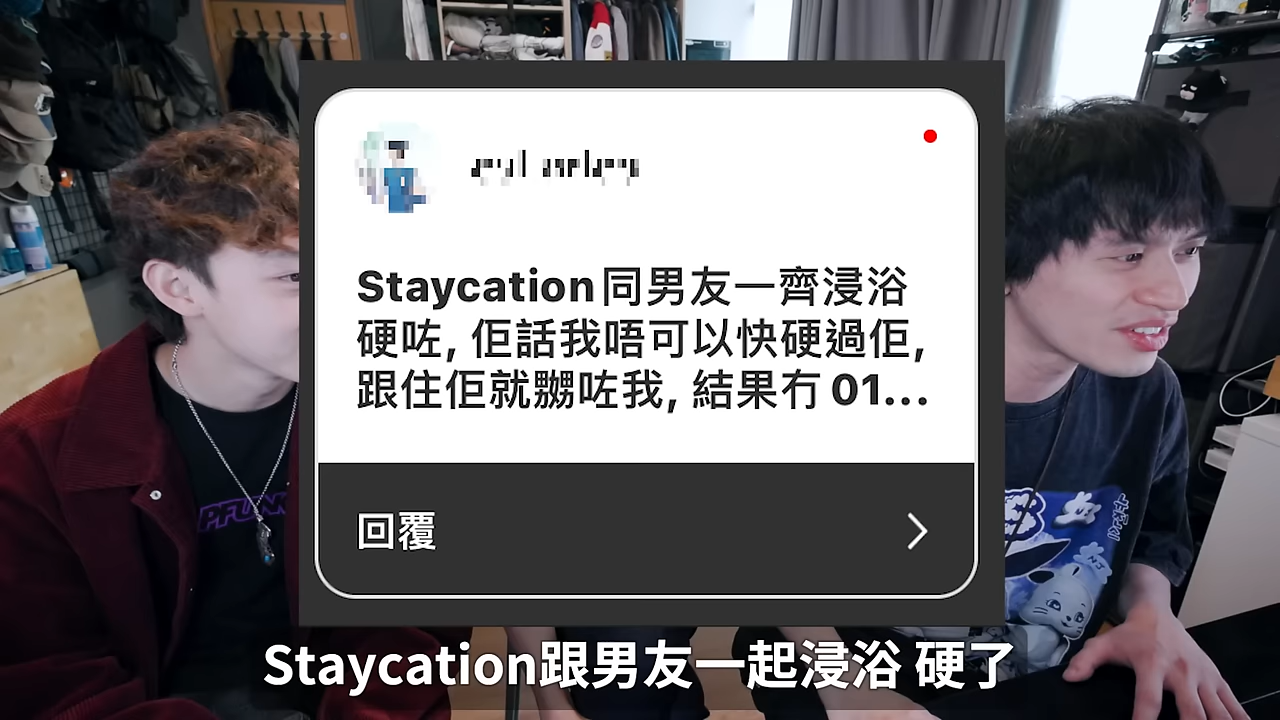 Staycation同男友一齊浸浴
硬咗, 佢話我唔可以快硬過佢,
跟住佢就嬲咗我, 結果冇 01...
回覆
PFUNK
Staycation跟男友一起浸浴 硬了